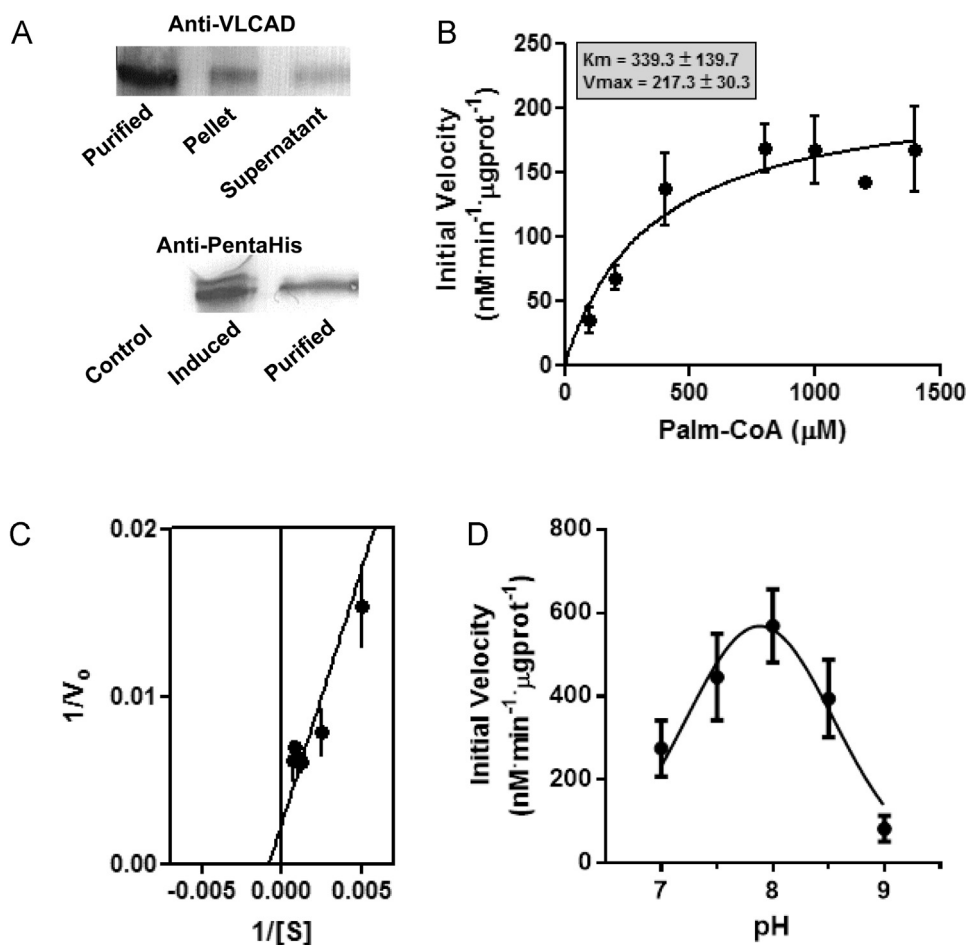 A
Anti-VLCAD
Purified
Pellet
Supernatant
Anti-PentaHis
Control
Induced
Purified
B
Km = 339.3 ± 139.7
Vmax = 217.3 ± 30.3
Initial Velocity
(nM·min⁻¹·µgprot⁻¹)
250
200
150
100
50
0
0 500 1000 1500
Palm-CoA (µM)
C
1/Vo
0.02
0.01
0.00
-0.005 0.000 0.005
1/[S]
D
Initial Velocity
(nM·min⁻¹·µgprot⁻¹)
800
600
400
200
0
7 8 9
pH